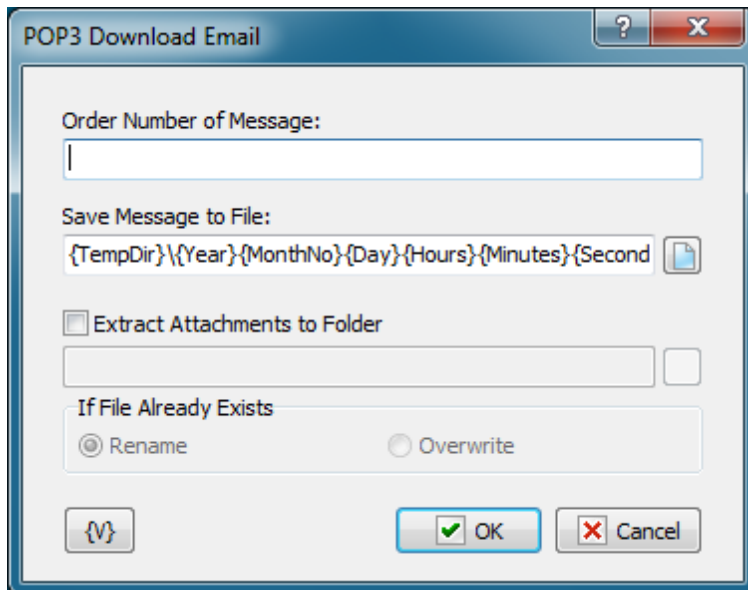 POP3 Download Email
Order Number of Message:
Save Message to File:
{TempDir}\{Year}{MonthNo}{Day}{Hours}{Minutes}{Second
Extract Attachments to Folder
If File Already Exists
Rename Overwrite
{V} OK Cancel